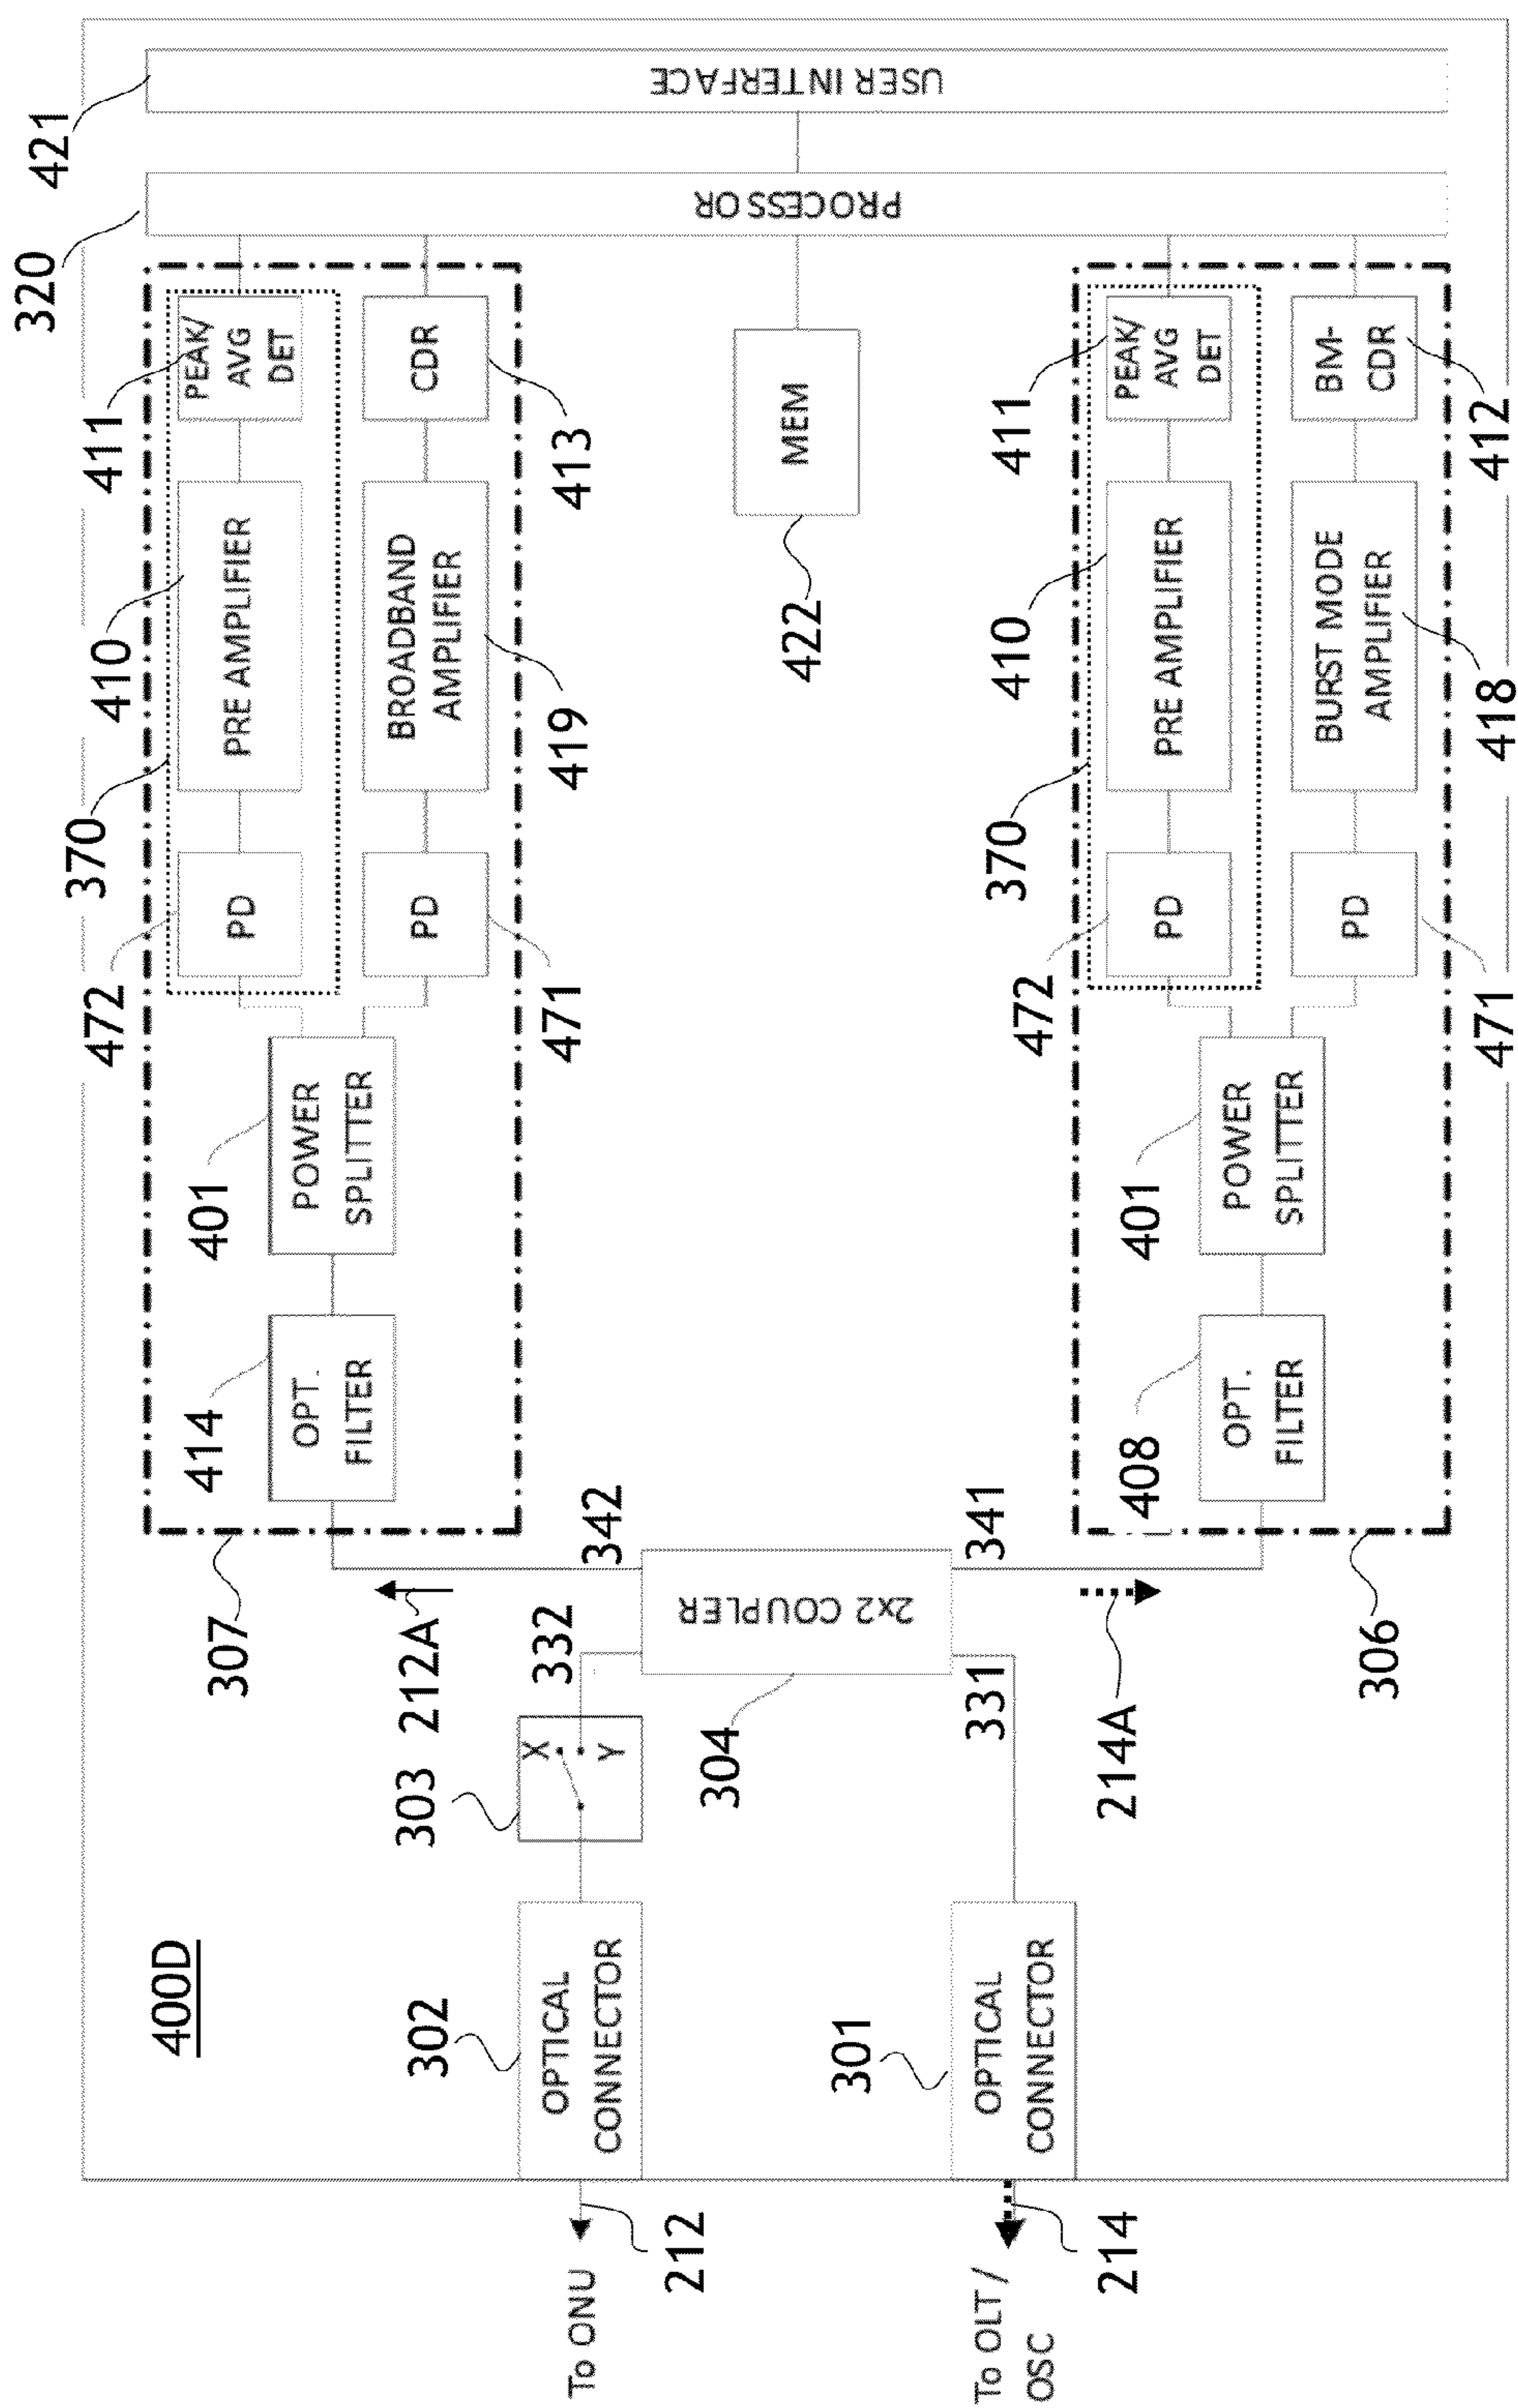 400D
To ONU
212
To OLT /
OSC
214
302
OPTICAL
CONNECTOR
301
OPTICAL
CONNECTOR
303
X
Y
332
331
304
2x2 COUPLER
342
341
212A
214A
307
414
OPT.
FILTER
401
POWER
SPLITTER
472
PD
370
410
PRE AMPLIFIER
411
PEAK/
AVG
DET
471
PD
419
BROADBAND
AMPLIFIER
413
CDR
422
MEM
306
408
OPT.
FILTER
401
POWER
SPLITTER
472
PD
370
410
PRE AMPLIFIER
411
PEAK/
AVG
DET
471
PD
418
BURST MODE
AMPLIFIER
412
BM-
CDR
320
PROCESSOR
421
USER INTERFACE